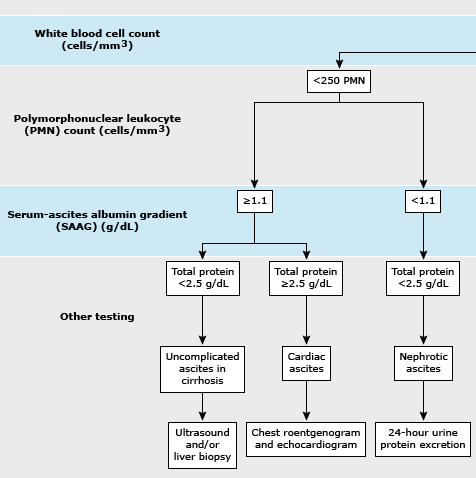 White blood cell count
(cells/mm3)
<250 PMN
Polymorphonuclear leukocyte
(PMN) count (cells/mm3)
≥1.1
<1.1
Serum-ascites albumin gradient
(SAAG) (g/dL)
Total protein
<2.5 g/dL
Total protein
≥2.5 g/dL
Total protein
<2.5 g/dL
Other testing
Uncomplicated
ascites in
cirrhosis
Cardiac
ascites
Nephrotic
ascites
Ultrasound
and/or
liver biopsy
Chest roentgenogram
and echocardiogram
24-hour urine
protein excretion